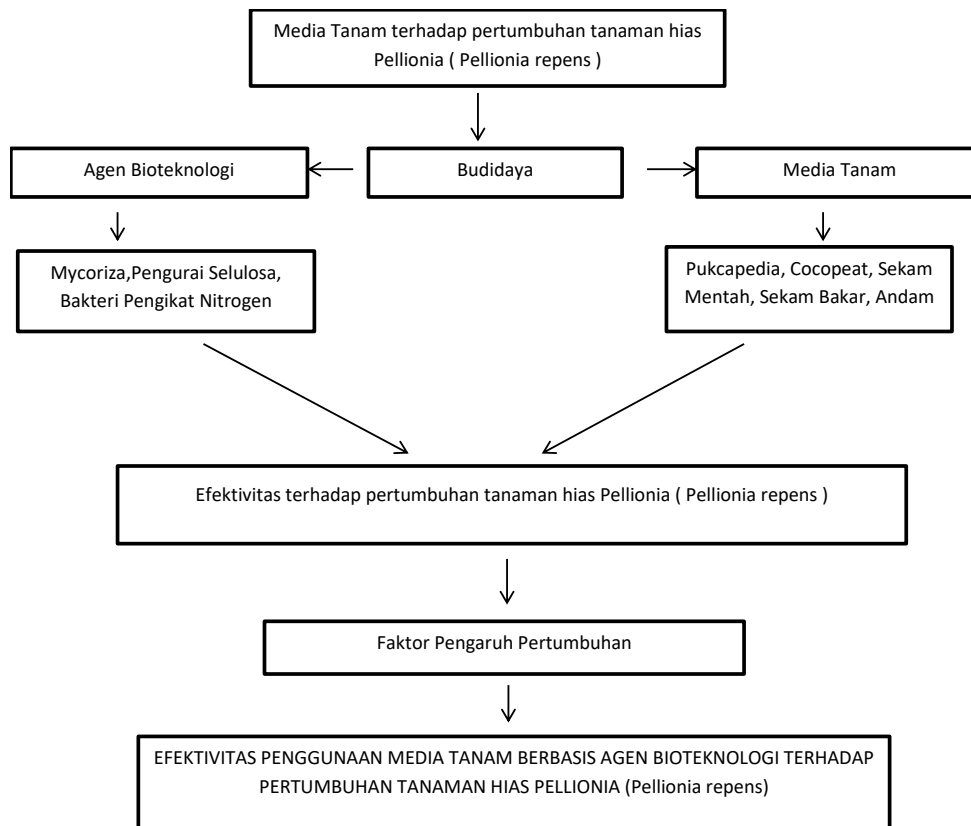 Media Tanam terhadap pertumbuhan tanaman hias
Pellionia ( Pellionia repens )
Agen Bioteknologi
Budidaya
Media Tanam
Mycoriza,Pengurai Selulosa,
Bakteri Pengikat Nitrogen
Pukcapedia, Cocopeat, Sekam
Mentah, Sekam Bakar, Andam
Efektivitas terhadap pertumbuhan tanaman hias Pellionia ( Pellionia repens )
Faktor Pengaruh Pertumbuhan
EFEKTIVITAS PENGGUNAAN MEDIA TANAM BERBASIS AGEN BIOTEKNOLOGI TERHADAP
PERTUMBUHAN TANAMAN HIAS PELLIONIA (Pellionia repens)